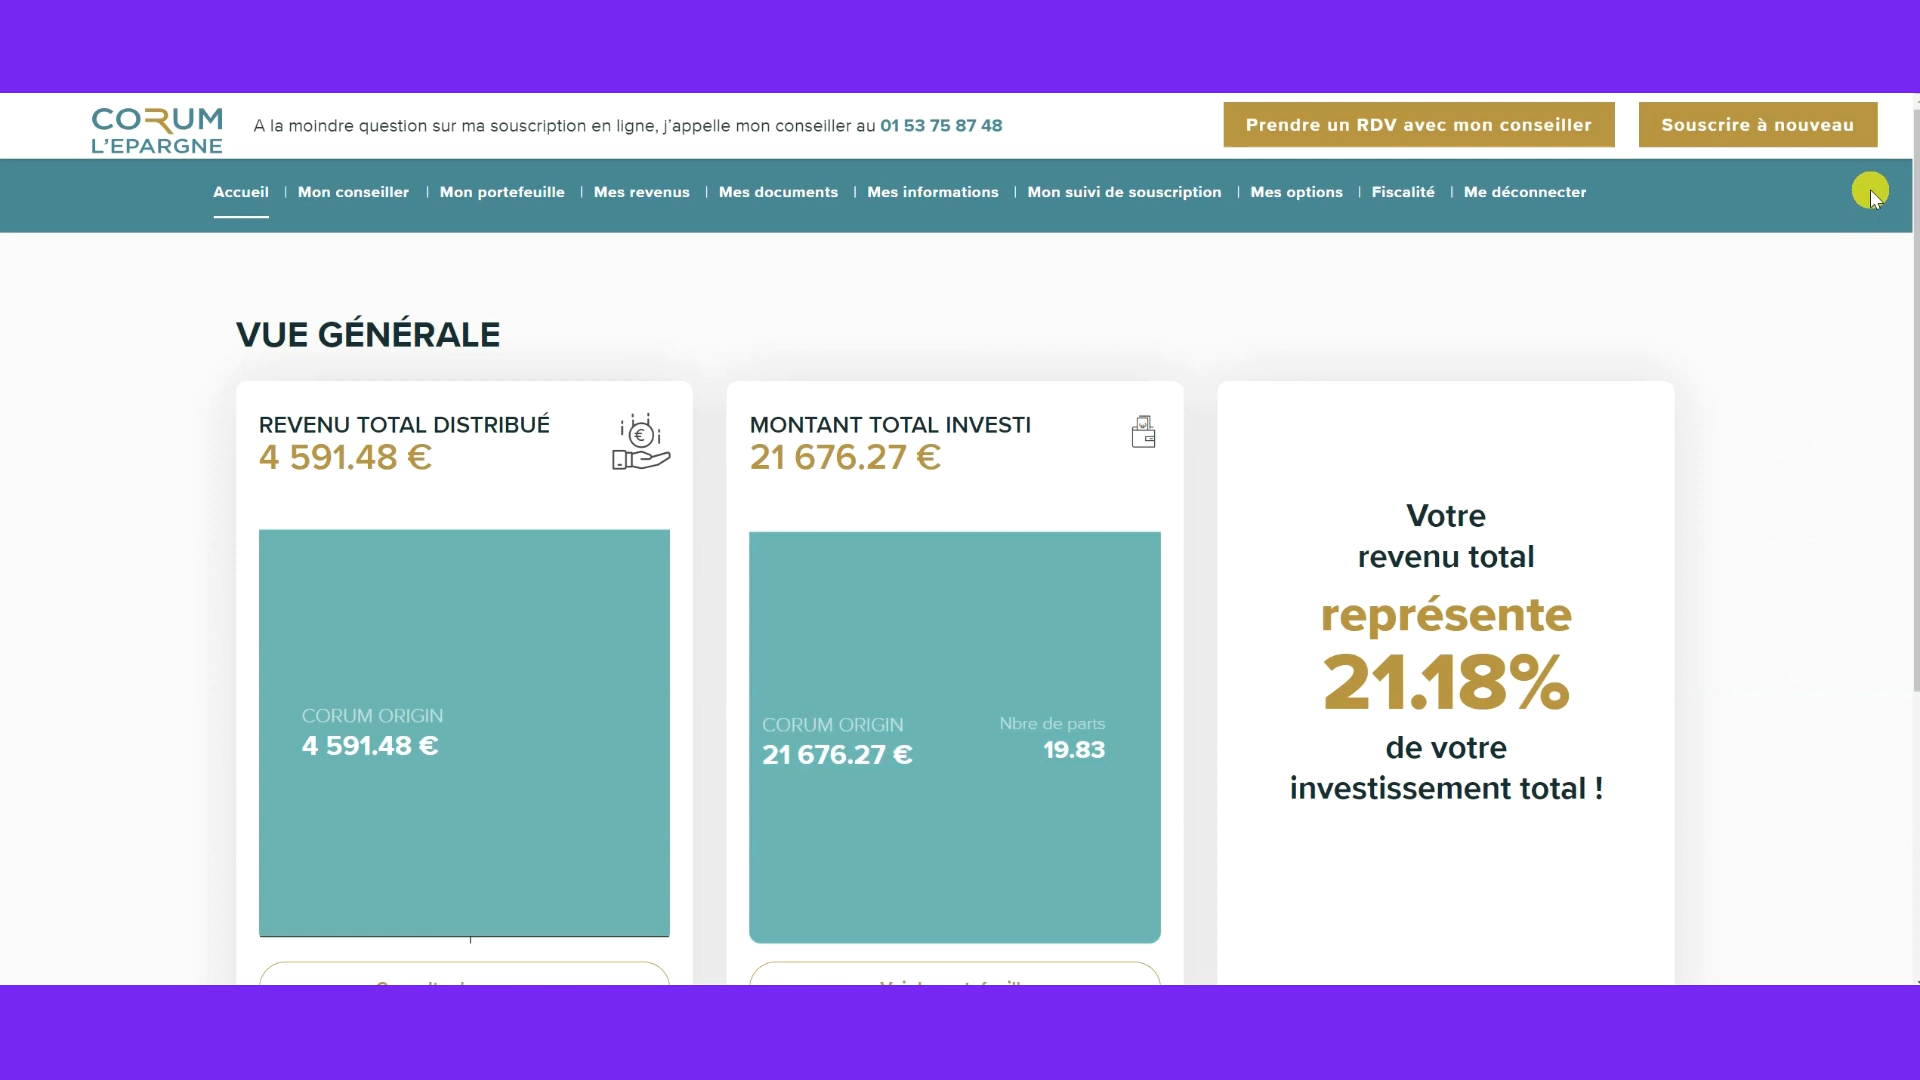 CORUM
L'EPARGNE
A la moindre question sur ma souscription en ligne, j'appelle mon conseiller au 01 53 75 87 48
Prendre un RDV avec mon conseiller
Souscrire à nouveau
Accueil | Mon conseiller | Mon portefeuille | Mes revenus | Mes documents | Mes informations | Mon suivi de souscription | Mes options | Fiscalité | Me déconnecter
VUE GÉNÉRALE
REVENU TOTAL DISTRIBUÉ
4 591.48 €
CORUM ORIGIN
4 591.48 €
MONTANT TOTAL INVESTI
21 676.27 €
CORUM ORIGIN
21 676.27 €
Nbre de parts
19.83
Votre
revenu total
représente
21.18%
de votre
investissement total !